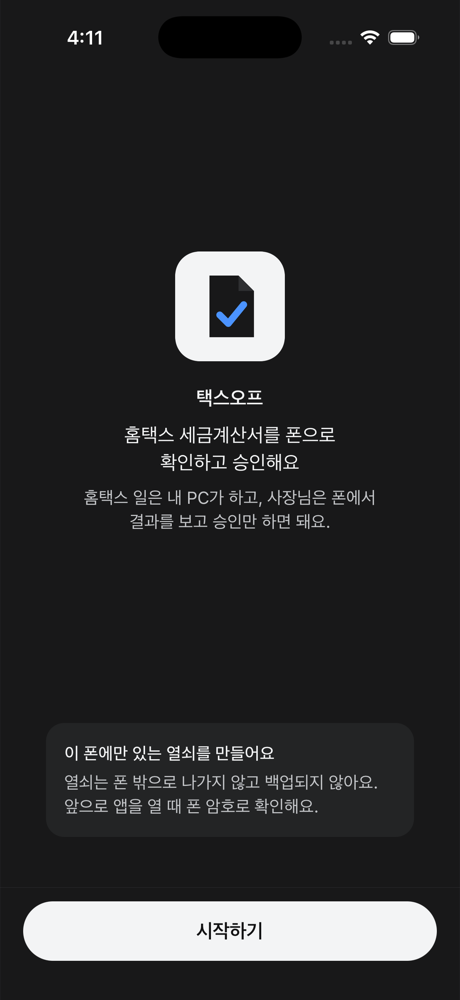 4:11
택스오프
홈택스 세금계산서를 폰으로
확인하고 승인해요
홈택스 일은 내 PC가 하고, 사장님은 폰에서
결과를 보고 승인만 하면 돼요.
이 폰에만 있는 열쇠를 만들어요
열쇠는 폰 밖으로 나가지 않고 백업되지 않아요.
앞으로 앱을 열 때 폰 암호로 확인해요.
시작하기